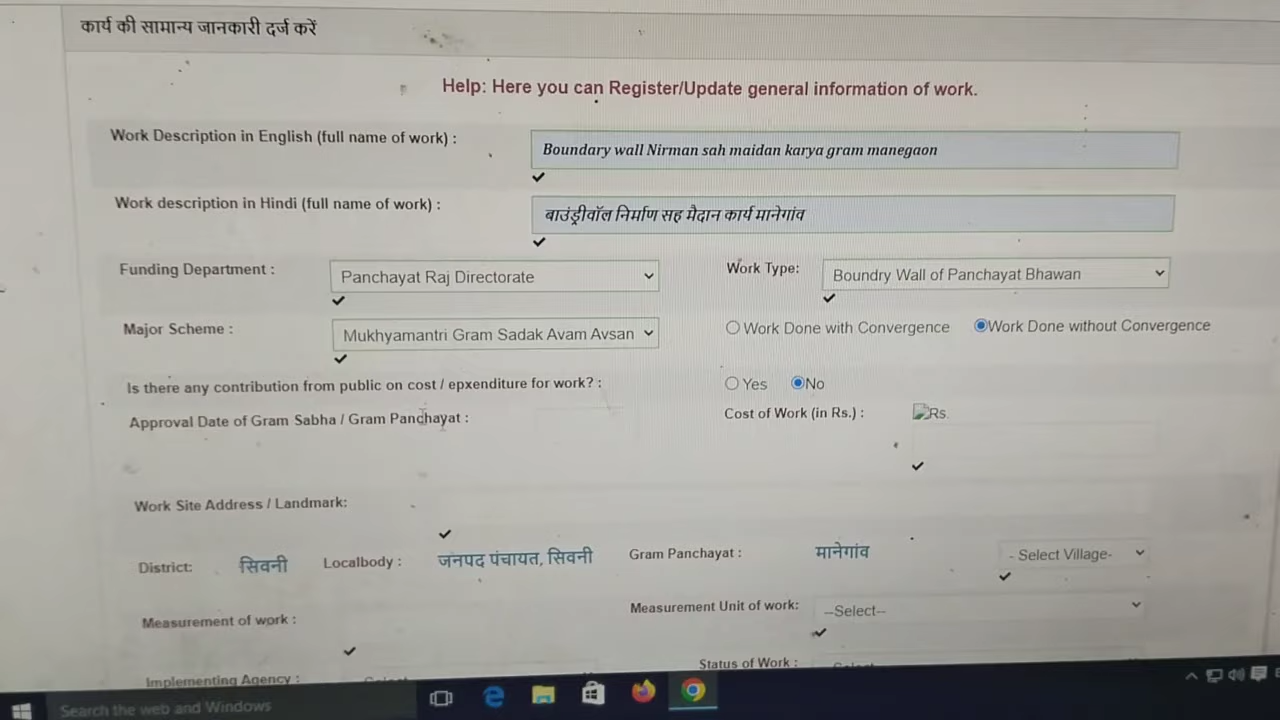 कार्य की सामान्य जानकारी दर्ज करें
Help: Here you can Register/Update general information of work.
Work Description in English (full name of work) :
Boundary wall Nirman sah maidan karya gram manegaon
Work description in Hindi (full name of work) :
बाउंड्रीवॉल निर्माण सह मैदान कार्य मानेगांव
Funding Department : Panchayat Raj Directorate Work Type: Boundry Wall of Panchayat Bhawan
Major Scheme : Mukhyamantri Gram Sadak Avam Avsan Work Done with Convergence Work Done without Convergence
Is there any contribution from public on cost / epxenditure for work? : Yes No
Approval Date of Gram Sabha / Gram Panchayat : Cost of Work (in Rs.) : Rs.
Work Site Address / Landmark:
District: सिवनी Localbody : जनपद पंचायत, सिवनी Gram Panchayat : मानेगांव - Select Village-
Measurement of work : Measurement Unit of work: --Select--
Implementing Agency : Status of Work :
Search the web and Windows